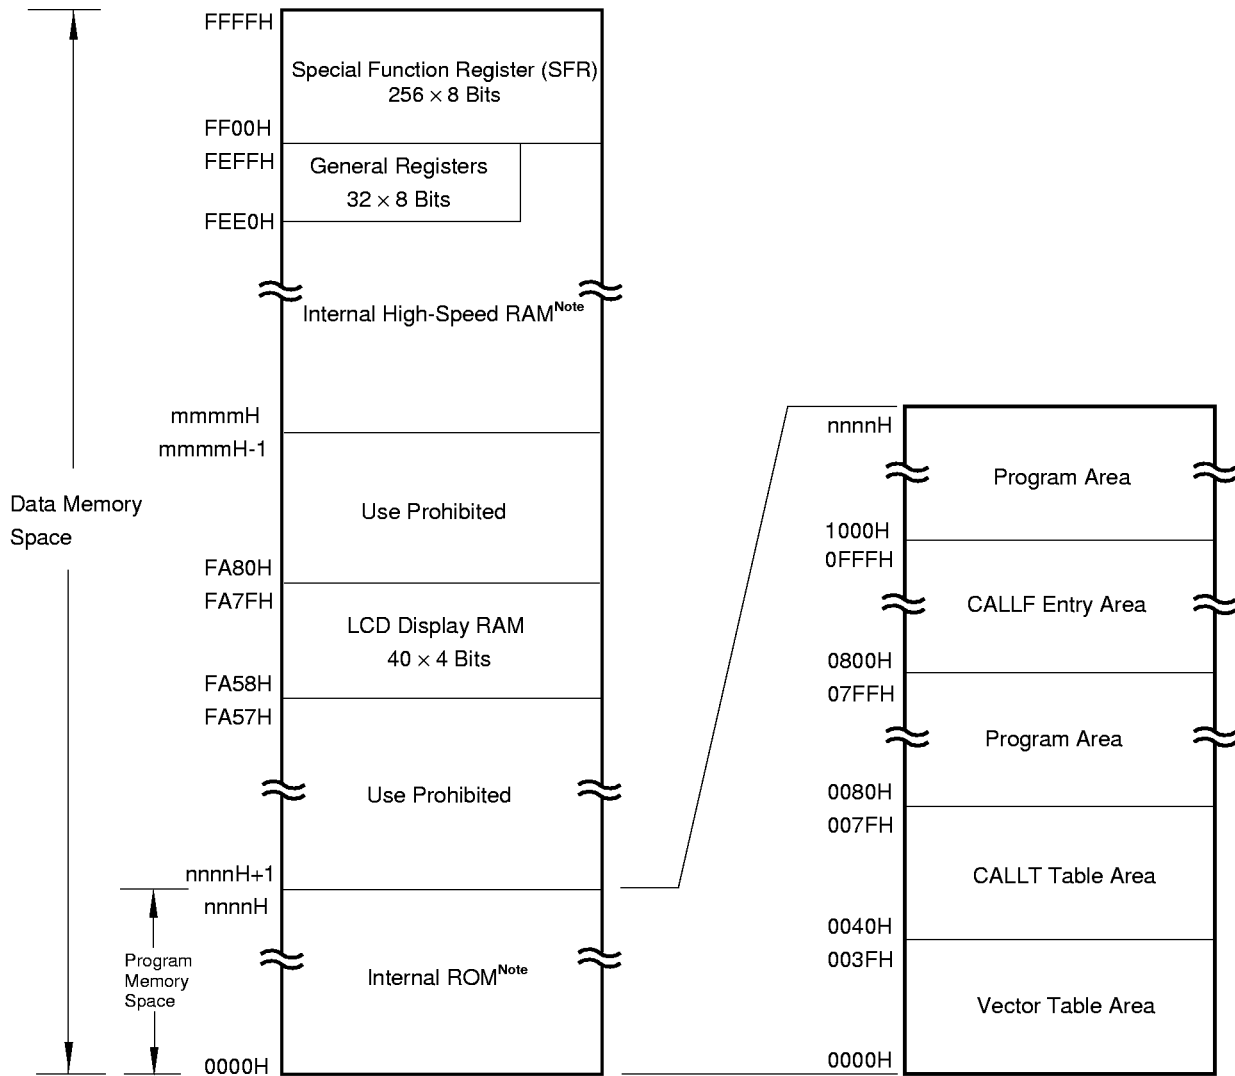 FFFFH
Special Function Register (SFR)
256 × 8 Bits
FF00H
FEFFH
General Registers
32 × 8 Bits
FEE0H
Internal High-Speed RAMNote
mmmmH
mmmmH-1
Data Memory
Space
Use Prohibited
FA80H
FA7FH
LCD Display RAM
40 × 4 Bits
FA58H
FA57H
Use Prohibited
nnnnH+1
nnnnH
Program
Memory
Space
Internal ROMNote
0000H
nnnnH
Program Area
1000H
0FFFH
CALLF Entry Area
0800H
07FFH
Program Area
0080H
007FH
CALLT Table Area
0040H
003FH
Vector Table Area
0000H